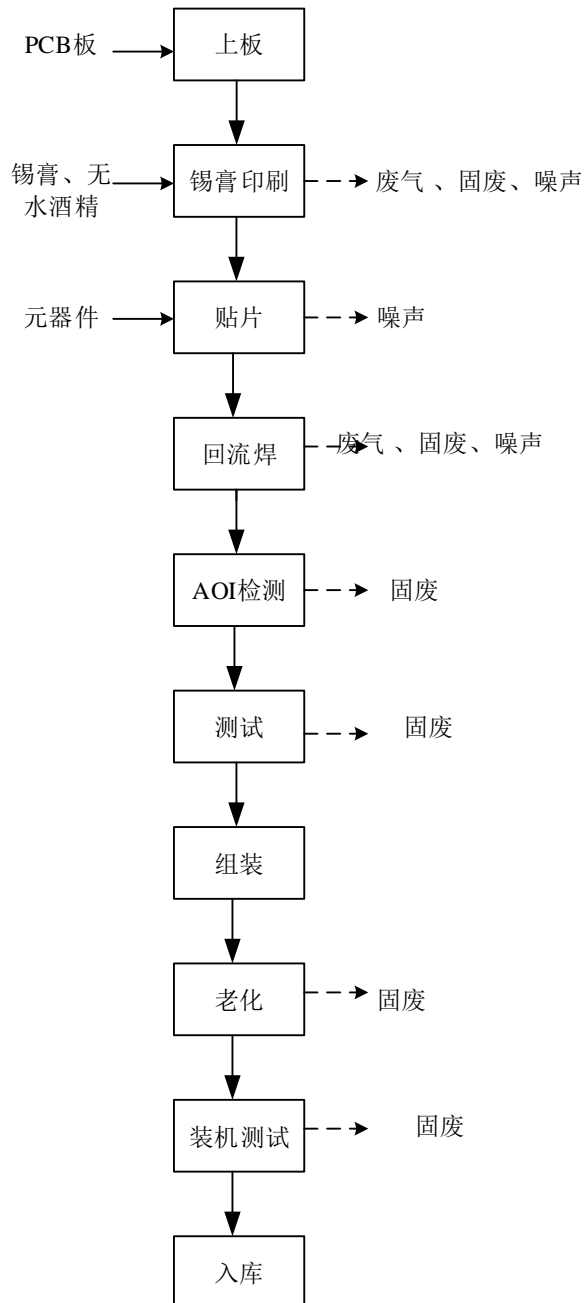 PCB板
上板
锡膏、无
水酒精
锡膏印刷
废气 、固废、噪声
元器件
贴片
噪声
回流焊
废气 、固废、噪声
AOI检测
固废
测试
固废
组装
老化
固废
装机测试
固废
入库